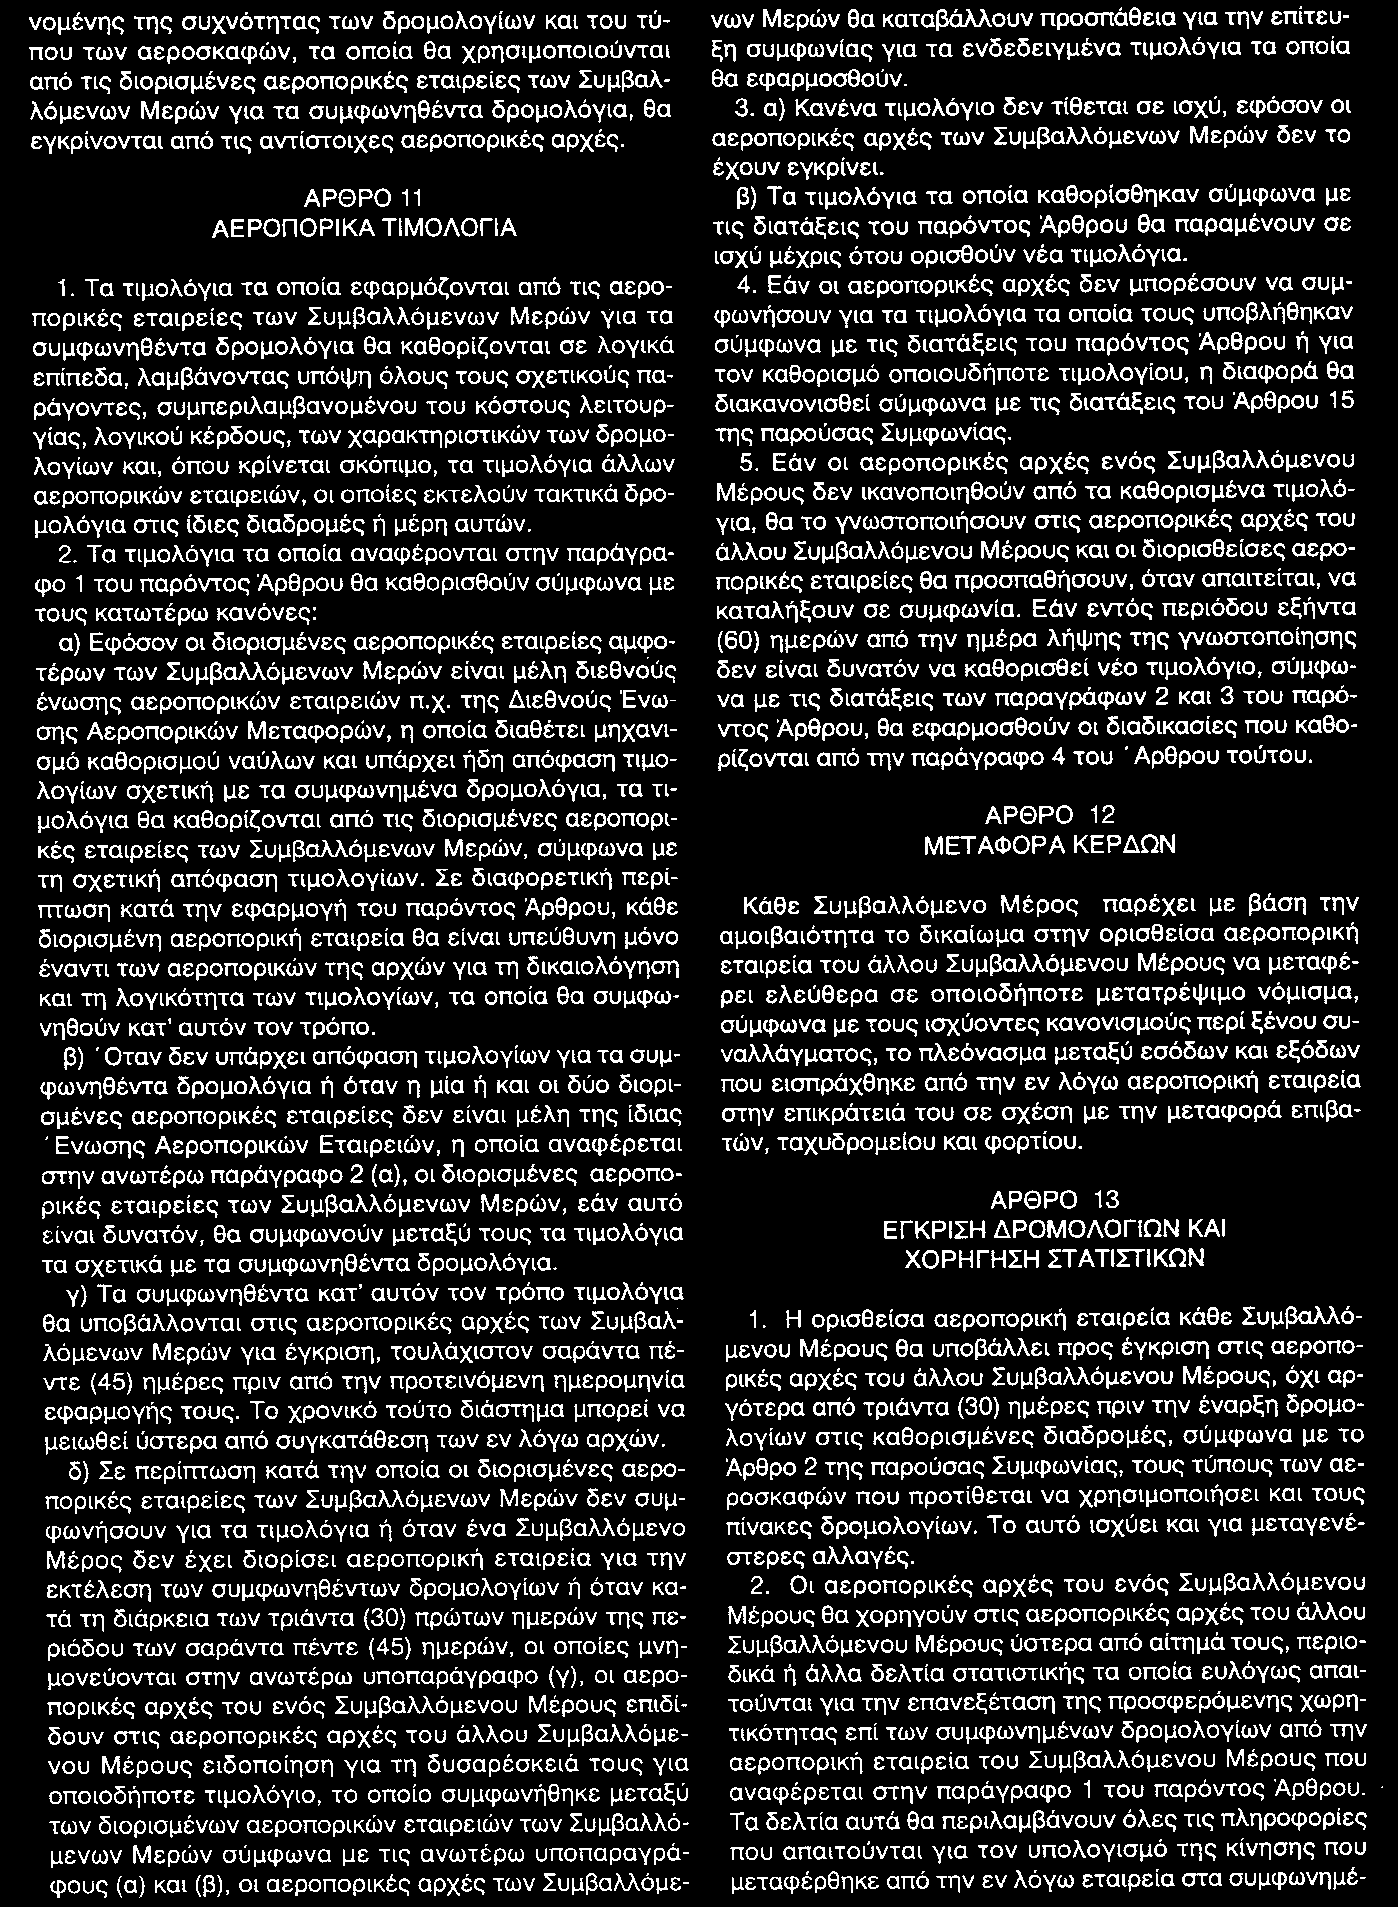 νομένης της συχνότητας των δρομολογίων και του τύ-
που των αεροσκαφών, τα οποία θα χρησιμοποιούνται
από τις διορισμένες αεροπορικές εταιρείες των Συμβαλ-
λόμενων Μερών για τα συμφωνηθέντα δρομολόγια, θα
εγκρίνονται από τις αντίστοιχες αεροπορικές αρχές.
ΑΡΘΡΟ 11
ΑΕΡΟΠΟΡΙΚΑ ΤΙΜΟΛΟΓΙΑ
1. Τα τιμολόγια τα οποία εφαρμόζονται από τις αερο-
πορικές εταιρείες των Συμβαλλόμενων Μερών για τα
συμφωνηθέντα δρομολόγια θα καθορίζονται σε λογικά
επίπεδα, λαμβάνοντας υπόψη όλους τους σχετικούς πα-
ράγοντες, συμπεριλαμβανομένου του κόστους λειτουρ-
γίας, λογικού κέρδους, των χαρακτηριστικών των δρομο-
λογίων και, όπου κρίνεται σκόπιμο, τα τιμολόγια άλλων
αεροπορικών εταιρειών, οι οποίες εκτελούν τακτικά δρο-
μολόγια στις ίδιες διαδρομές ή μέρη αυτών.
2. Τα τιμολόγια τα οποία αναφέρονται στην παράγρα-
φο 1 του παρόντος Άρθρου θα καθορισθούν σύμφωνα με
τους κατωτέρω κανόνες:
α) Εφόσον οι διορισμένες αεροπορικές εταιρείες αμφο-
τέρων των Συμβαλλόμενων Μερών είναι μέλη διεθνούς
ένωσης αεροπορικών εταιρειών π.χ. της Διεθνούς Ένω-
σης Αεροπορικών Μεταφορών, η οποία διαθέτει μηχανι-
σμό καθορισμού ναύλων και υπάρχει ήδη απόφαση τιμο-
λογίων σχετική με τα συμφωνημένα δρομολόγια, τα τι-
μολόγια θα καθορίζονται από τις διορισμένες αεροπορι-
κές εταιρείες των Συμβαλλόμενων Μερών, σύμφωνα με
τη σχετική απόφαση τιμολογίων. Σε διαφορετική περί-
πτωση κατά την εφαρμογή του παρόντος Άρθρου, κάθε
διορισμένη αεροπορική εταιρεία θα είναι υπεύθυνη μόνο
έναντι των αεροπορικών της αρχών για τη δικαιολόγηση
και τη λογικότητα των τιμολογίων, τα οποία θα συμφω-
νηθούν κατ' αυτόν τον τρόπο.
β) 'Οταν δεν υπάρχει απόφαση τιμολογίων για τα συμ-
φωνηθέντα δρομολόγια ή όταν η μία ή και οι δύο διορι-
σμένες αεροπορικές εταιρείες δεν είναι μέλη της ίδιας
'Ενωσης Αεροπορικών Εταιρειών, η οποία αναφέρεται
στην ανωτέρω παράγραφο 2 (α), οι διορισμένες αεροπο-
ρικές εταιρείες των Συμβαλλόμενων Μερών, εάν αυτό
είναι δυνατόν, θα συμφωνούν μεταξύ τους τα τιμολόγια
τα σχετικά με τα συμφωνηθέντα δρομολόγια.
γ) Τα συμφωνηθέντα κατ' αυτόν τον τρόπο τιμολόγια
θα υποβάλλονται στις αεροπορικές αρχές των Συμβαλ-
λόμενων Μερών για έγκριση, τουλάχιστον σαράντα πέ-
ντε (45) ημέρες πριν από την προτεινόμενη ημερομηνία
εφαρμογής τους. Το χρονικό τούτο διάστημα μπορεί να
μειωθεί ύστερα από συγκατάθεση των εν λόγω αρχών.
δ) Σε περίπτωση κατά την οποία οι διορισμένες αερο-
πορικές εταιρείες των Συμβαλλόμενων Μερών δεν συμ-
φωνήσουν για τα τιμολόγια ή όταν ένα Συμβαλλόμενο
Μέρος δεν έχει διορίσει αεροπορική εταιρεία για την
εκτέλεση των συμφωνηθέντων δρομολογίων ή όταν κα-
τά τη διάρκεια των τριάντα (30) πρώτων ημερών της πε-
ριόδου των σαράντα πέντε (45) ημερών, οι οποίες μνη-
μονεύονται στην ανωτέρω υποπαράγραφο (γ), οι αερο-
πορικές αρχές του ενός Συμβαλλόμενου Μέρους επιδί-
δουν στις αεροπορικές αρχές του άλλου Συμβαλλόμε-
νου Μέρους ειδοποίηση για τη δυσαρέσκειά τους για
οποιοδήποτε τιμολόγιο, το οποίο συμφωνήθηκε μεταξύ
των διορισμένων αεροπορικών εταιρειών των Συμβαλλό-
μενων Μερών σύμφωνα με τις ανωτέρω υποπαραγρά-
φους (α) και (β), οι αεροπορικές αρχές των Συμβαλλόμε-
νων Μερών θα καταβάλλουν προσπάθεια για την επίτευ-
ξη συμφωνίας για τα ενδεδειγμένα τιμολόγια τα οποία
θα εφαρμοσθούν.
3. α) Κανένα τιμολόγιο δεν τίθεται σε ισχύ, εφόσον οι
αεροπορικές αρχές των Συμβαλλόμενων Μερών δεν το
έχουν εγκρίνει.
β) Τα τιμολόγια τα οποία καθορίσθηκαν σύμφωνα με
τις διατάξεις του παρόντος Άρθρου θα παραμένουν σε
ισχύ μέχρις ότου ορισθούν νέα τιμολόγια.
4. Εάν οι αεροπορικές αρχές δεν μπορέσουν να συμ-
φωνήσουν για τα τιμολόγια τα οποία τους υποβλήθηκαν
σύμφωνα με τις διατάξεις του παρόντος Άρθρου ή για
τον καθορισμό οποιουδήποτε τιμολογίου, η διαφορά θα
διακανονισθεί σύμφωνα με τις διατάξεις του Άρθρου 15
της παρούσας Συμφωνίας.
5. Εάν οι αεροπορικές αρχές ενός Συμβαλλόμενου
Μέρους δεν ικανοποιηθούν από τα καθορισμένα τιμολό-
για, θα το γνωστοποιήσουν στις αεροπορικές αρχές του
άλλου Συμβαλλόμενου Μέρους και οι διορισθείσες αερο-
πορικές εταιρείες θα προσπαθήσουν, όταν απαιτείται, να
καταλήξουν σε συμφωνία. Εάν εντός περιόδου εξήντα
(60) ημερών από την ημέρα λήψης της γνωστοποίησης
δεν είναι δυνατόν να καθορισθεί νέο τιμολόγιο, σύμφω-
να με τις διατάξεις των παραγράφων 2 και 3 του παρό-
ντος Άρθρου, θα εφαρμοσθούν οι διαδικασίες που καθο-
ρίζονται από την παράγραφο 4 του 'Αρθρου τούτου.
ΑΡΘΡΟ 12
ΜΕΤΑΦΟΡΑ ΚΕΡΔΩΝ
Κάθε Συμβαλλόμενο Μέρος παρέχει με βάση την
αμοιβαιότητα το δικαίωμα στην ορισθείσα αεροπορική
εταιρεία του άλλου Συμβαλλόμενου Μέρους να μεταφέ-
ρει ελεύθερα σε οποιοδήποτε μετατρέψιμο νόμισμα,
σύμφωνα με τους ισχύοντες κανονισμούς περί ξένου συ-
ναλλάγματος, το πλεόνασμα μεταξύ εσόδων και εξόδων
που εισπράχθηκε από την εν λόγω αεροπορική εταιρεία
στην επικράτειά του σε σχέση με την μεταφορά επιβα-
τών, ταχυδρομείου και φορτίου.
ΑΡΘΡΟ 13
ΕΓΚΡΙΣΗ ΔΡΟΜΟΛΟΓΙΩΝ ΚΑΙ
ΧΟΡΗΓΗΣΗ ΣΤΑΤΙΣΤΙΚΩΝ
1. Η ορισθείσα αεροπορική εταιρεία κάθε Συμβαλλό-
μενου Μέρους θα υποβάλλει προς έγκριση στις αεροπο-
ρικές αρχές του άλλου Συμβαλλόμενου Μέρους, όχι αρ-
γότερα από τριάντα (30) ημέρες πριν την έναρξη δρομο-
λογίων στις καθορισμένες διαδρομές, σύμφωνα με το
Άρθρο 2 της παρούσας Συμφωνίας, τους τύπους των αε-
ροσκαφών που προτίθεται να χρησιμοποιήσει και τους
πίνακες δρομολογίων. Το αυτό ισχύει και για μεταγενέ-
στερες αλλαγές.
2. Οι αεροπορικές αρχές του ενός Συμβαλλόμενου
Μέρους θα χορηγούν στις αεροπορικές αρχές του άλλου
Συμβαλλόμενου Μέρους ύστερα από αίτημά τους, περιο-
δικά ή άλλα δελτία στατιστικής τα οποία ευλόγως απαι-
τούνται για την επανεξέταση της προσφερόμενης χωρη-
τικότητας επί των συμφωνημένων δρομολογίων από την
αεροπορική εταιρεία του Συμβαλλόμενου Μέρους που
αναφέρεται στην παράγραφο 1 του παρόντος Άρθρου.
Τα δελτία αυτά θα περιλαμβάνουν όλες τις πληροφορίες
που απαιτούνται για τον υπολογισμό της κίνησης που
μεταφέρθηκε από την εν λόγω εταιρεία στα συμφωνημέ-